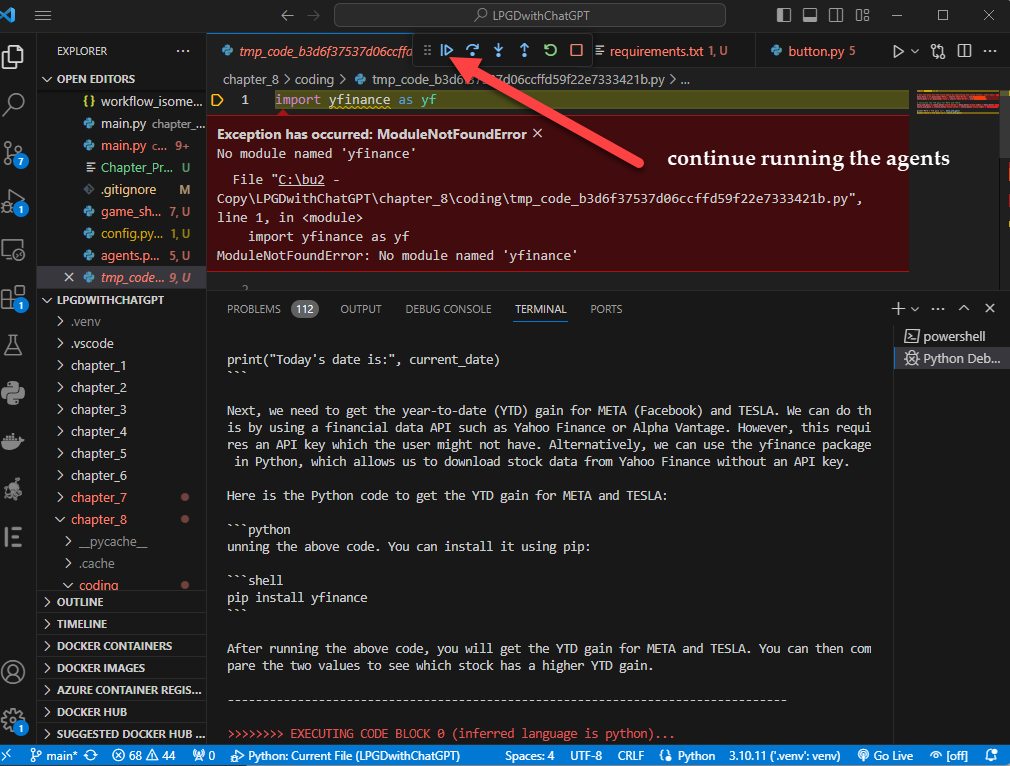 LPGDwithChatGPT
EXPLORER
tmp_code_b3d6f37537d06ccffd
requirements.txt 1, U
button.py 5
OPEN EDITORS
chapter_8 > coding > tmp_code_b3d6f37537d06ccffd59f22e7333421b.py > ...
workflow_isome...
1 import yfinance as yf
main.py chapter_...
main.py c... 9+
Chapter_Pr... U
.gitignore M
game_sh... 7, U
config.py... 1, U
agents.p... 5, U
tmp_code... 9, U
Exception has occurred: ModuleNotFoundError
No module named 'yfinance'
File "C:\bu2 -
Copy\LPGDwithChatGPT\chapter_8\coding\tmp_code_b3d6f37537d06ccffd59f22e7333421b.py",
line 1, in <module>
import yfinance as yf
ModuleNotFoundError: No module named 'yfinance'
2
continue running the agents
LPGDWITHCHATGPT
.venv
.vscode
chapter_1
chapter_2
chapter_3
chapter_4
chapter_5
chapter_6
chapter_7
chapter_8
__pycache__
.cache
coding
OUTLINE
TIMELINE
DOCKER CONTAINERS
DOCKER IMAGES
AZURE CONTAINER REGIS...
DOCKER HUB
SUGGESTED DOCKER HUB ...
7
1
1
1
PROBLEMS 112 OUTPUT DEBUG CONSOLE TERMINAL PORTS
powershell
Python Deb...
print("Today's date is:", current_date)
```
Next, we need to get the year-to-date (YTD) gain for META (Facebook) and TESLA. We can do th
is by using a financial data API such as Yahoo Finance or Alpha Vantage. However, this requi
res an API key which the user might not have. Alternatively, we can use the yfinance package
in Python, which allows us to download stock data from Yahoo Finance without an API key.
Here is the Python code to get the YTD gain for META and TESLA:
```python
unning the above code. You can install it using pip:
```shell
pip install yfinance
```
After running the above code, you will get the YTD gain for META and TESLA. You can then com
pare the two values to see which stock has a higher YTD gain.
--------------------------------------------------------------------------------
>>>>>>>> EXECUTING CODE BLOCK 0 (inferred language is python)...
main* 68 44 0 Python: Current File (LPGDwithChatGPT) Spaces: 4 UTF-8 CRLF Python 3.10.11 ('.venv': venv) Go Live [off]